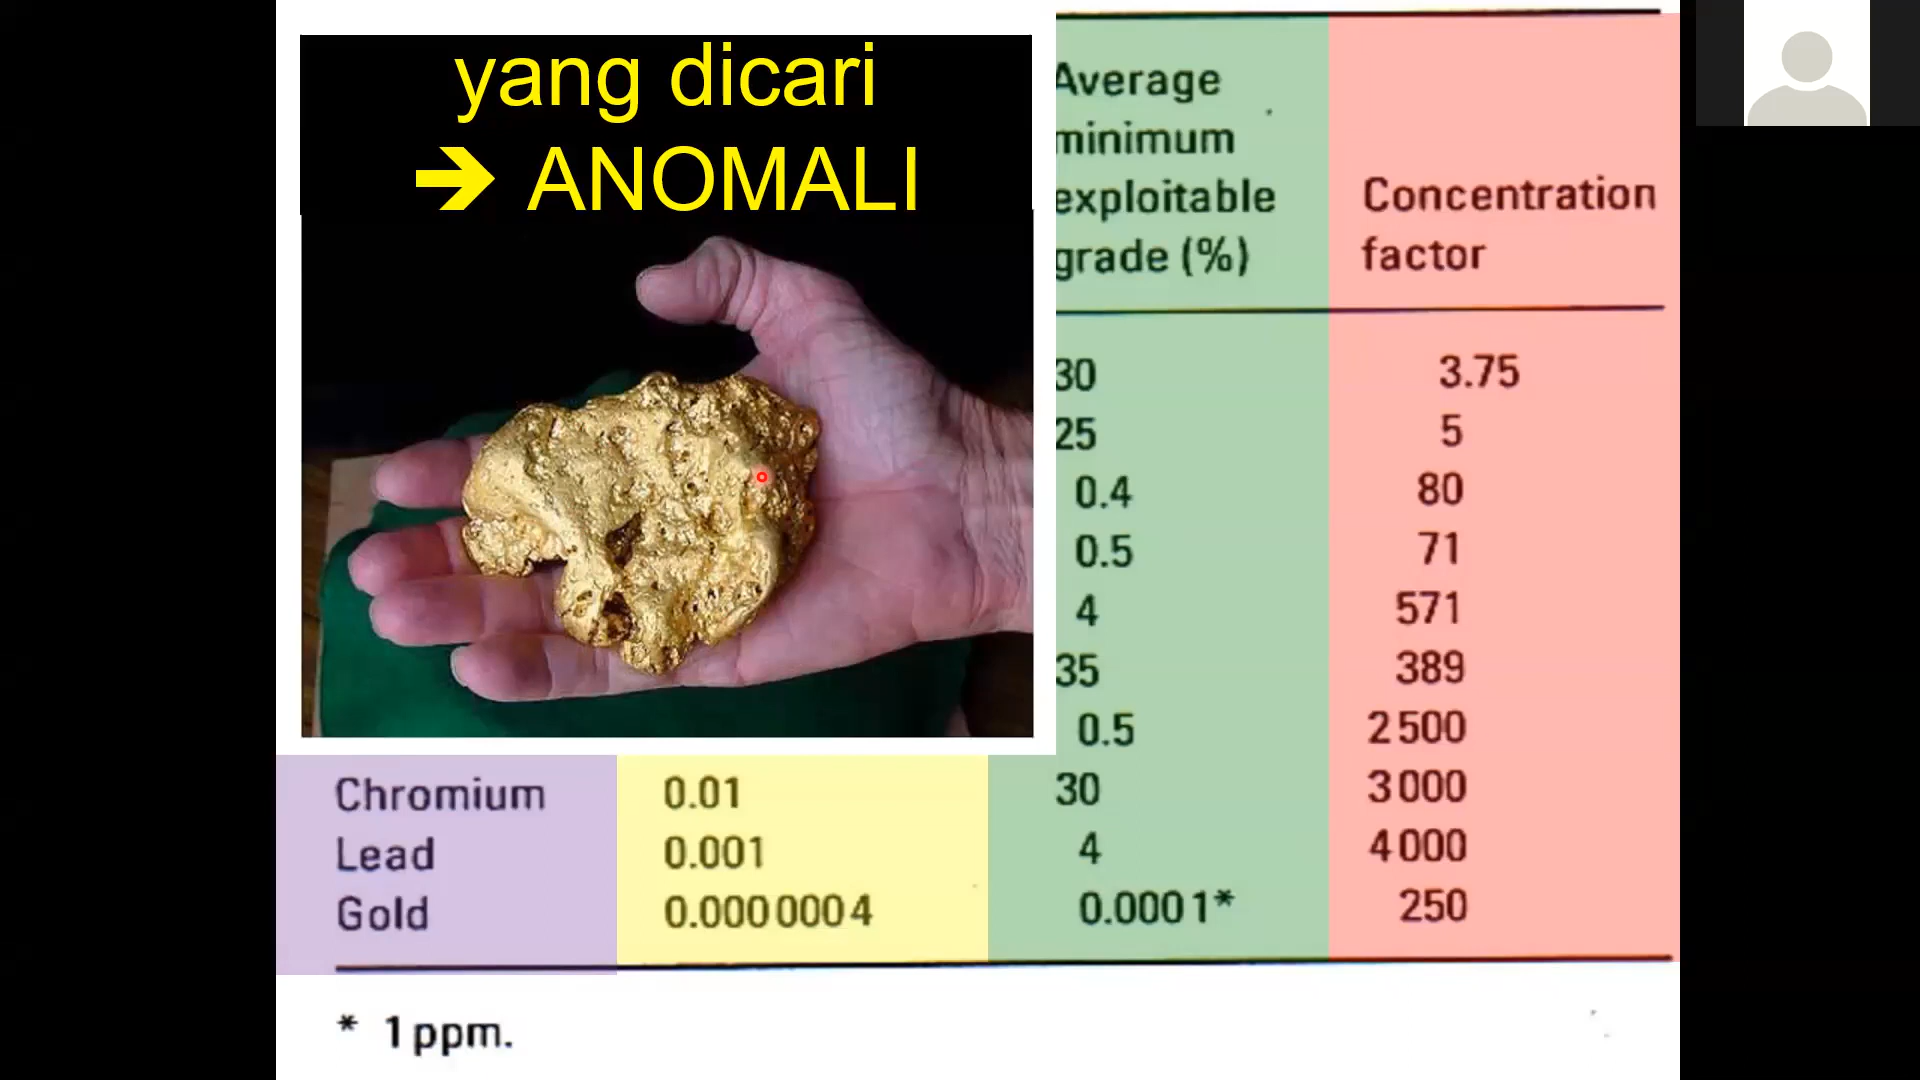 yang dicari
➔ ANOMALI
Average
minimum
exploitable
grade (%)
Concentration
factor
30 3.75
25 5
0.4 80
0.5 71
4 571
35 389
0.5 2500
Chromium 0.01 30 3000
Lead 0.001 4 4000
Gold 0.0000004 0.0001* 250
* 1 ppm.